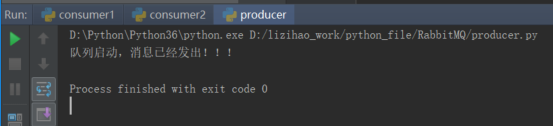 Run: consumer1 consumer2 producer
D:\Python\Python36\python.exe D:/lizihao_work/python_file/RabbitMQ/producer.py
队列启动，消息已经发出！！！
Process finished with exit code 0